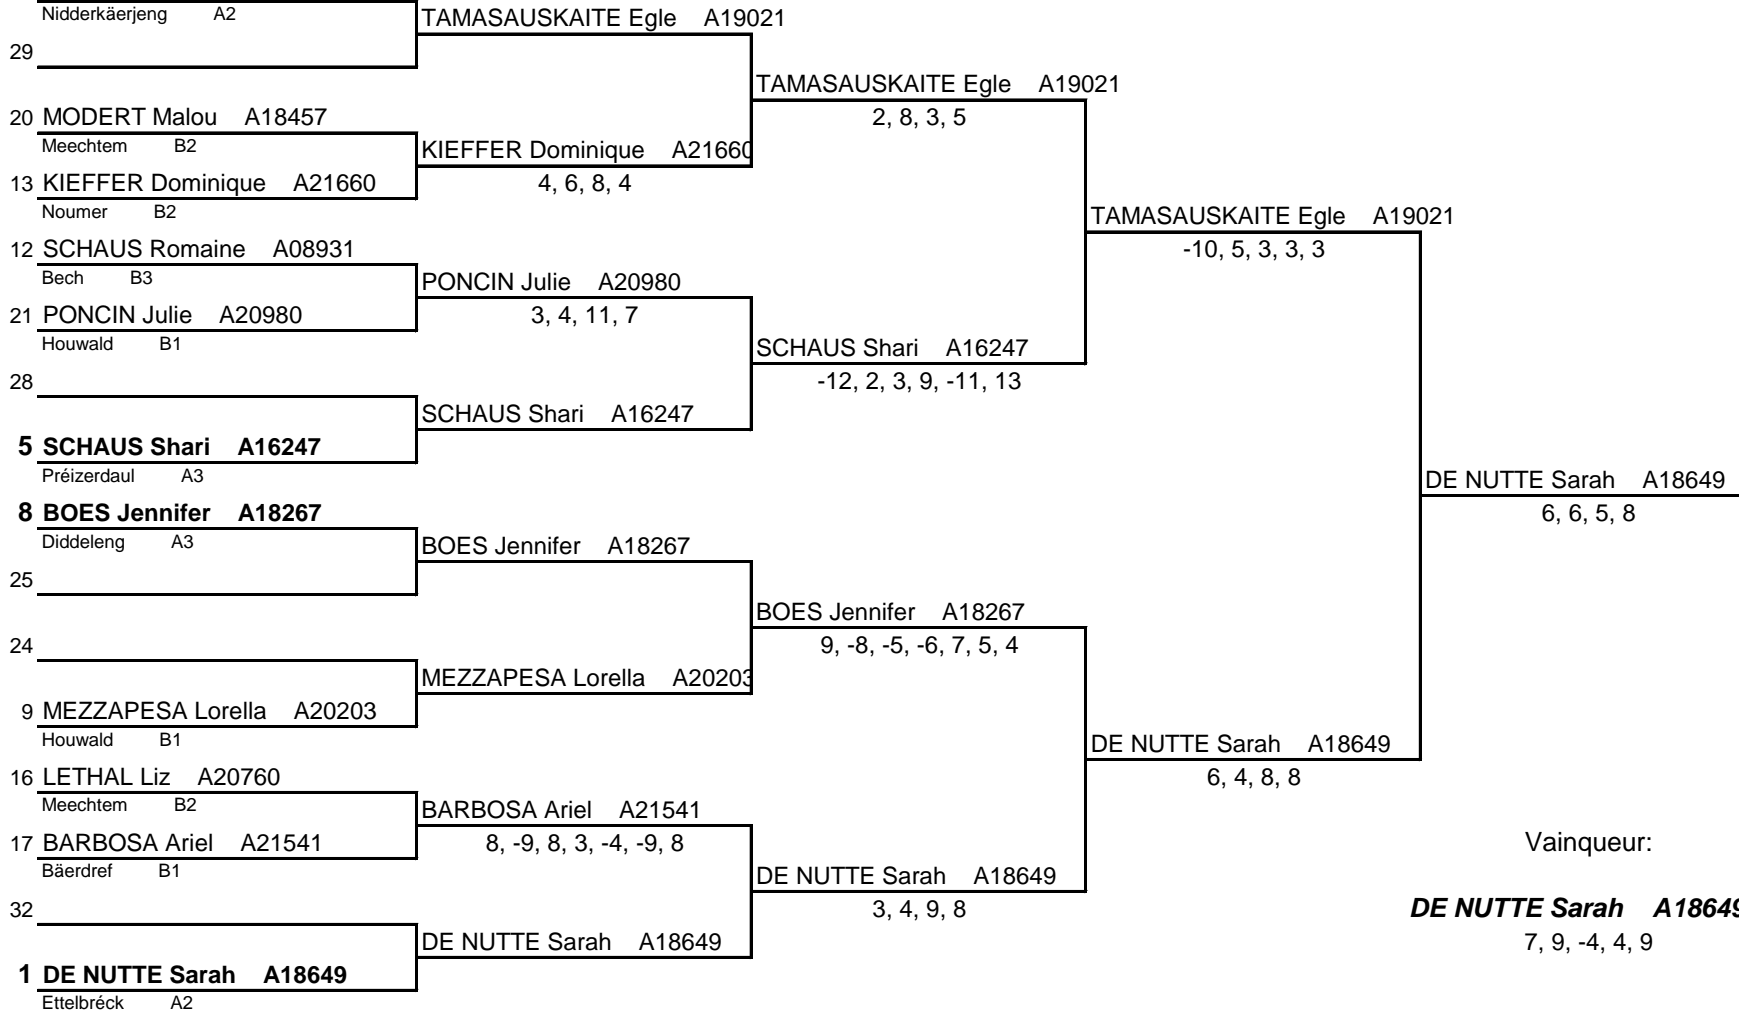 Nidderkäerjeng A2
TAMASAUSKAITE Egle A19021
29
TAMASAUSKAITE Egle A19021
2, 8, 3, 5
20 MODERT Malou A18457
Meechtem B2
KIEFFER Dominique A21660
4, 6, 8, 4
13 KIEFFER Dominique A21660
Noumer B2
TAMASAUSKAITE Egle A19021
-10, 5, 3, 3, 3
12 SCHAUS Romaine A08931
Bech B3
PONCIN Julie A20980
3, 4, 11, 7
21 PONCIN Julie A20980
Houwald B1
SCHAUS Shari A16247
-12, 2, 3, 9, -11, 13
28
SCHAUS Shari A16247
5 SCHAUS Shari A16247
Préizerdaul A3
DE NUTTE Sarah A18649
6, 6, 5, 8
8 BOES Jennifer A18267
Diddeleng A3
BOES Jennifer A18267
25
BOES Jennifer A18267
9, -8, -5, -6, 7, 5, 4
24
MEZZAPESA Lorella A20203
9 MEZZAPESA Lorella A20203
Houwald B1
DE NUTTE Sarah A18649
6, 4, 8, 8
16 LETHAL Liz A20760
Meechtem B2
BARBOSA Ariel A21541
8, -9, 8, 3, -4, -9, 8
17 BARBOSA Ariel A21541
Bäerdref B1
Vainqueur:
DE NUTTE Sarah A18649
3, 4, 9, 8
32
DE NUTTE Sarah A18649
7, 9, -4, 4, 9
DE NUTTE Sarah A18649
1 DE NUTTE Sarah A18649
Ettelbréck A2